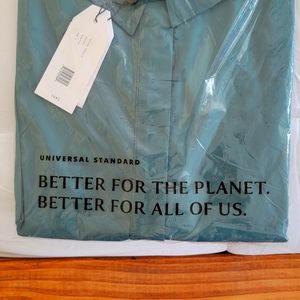 UNIVERSAL STANDARD
BETTER FOR THE PLANET.
BETTER FOR ALL OF US.